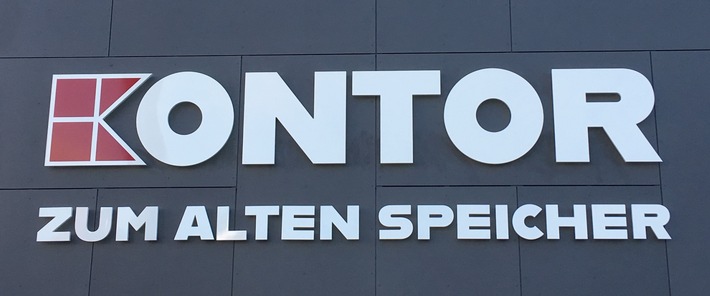 KONTOR
ZUM ALTEN SPEICHER